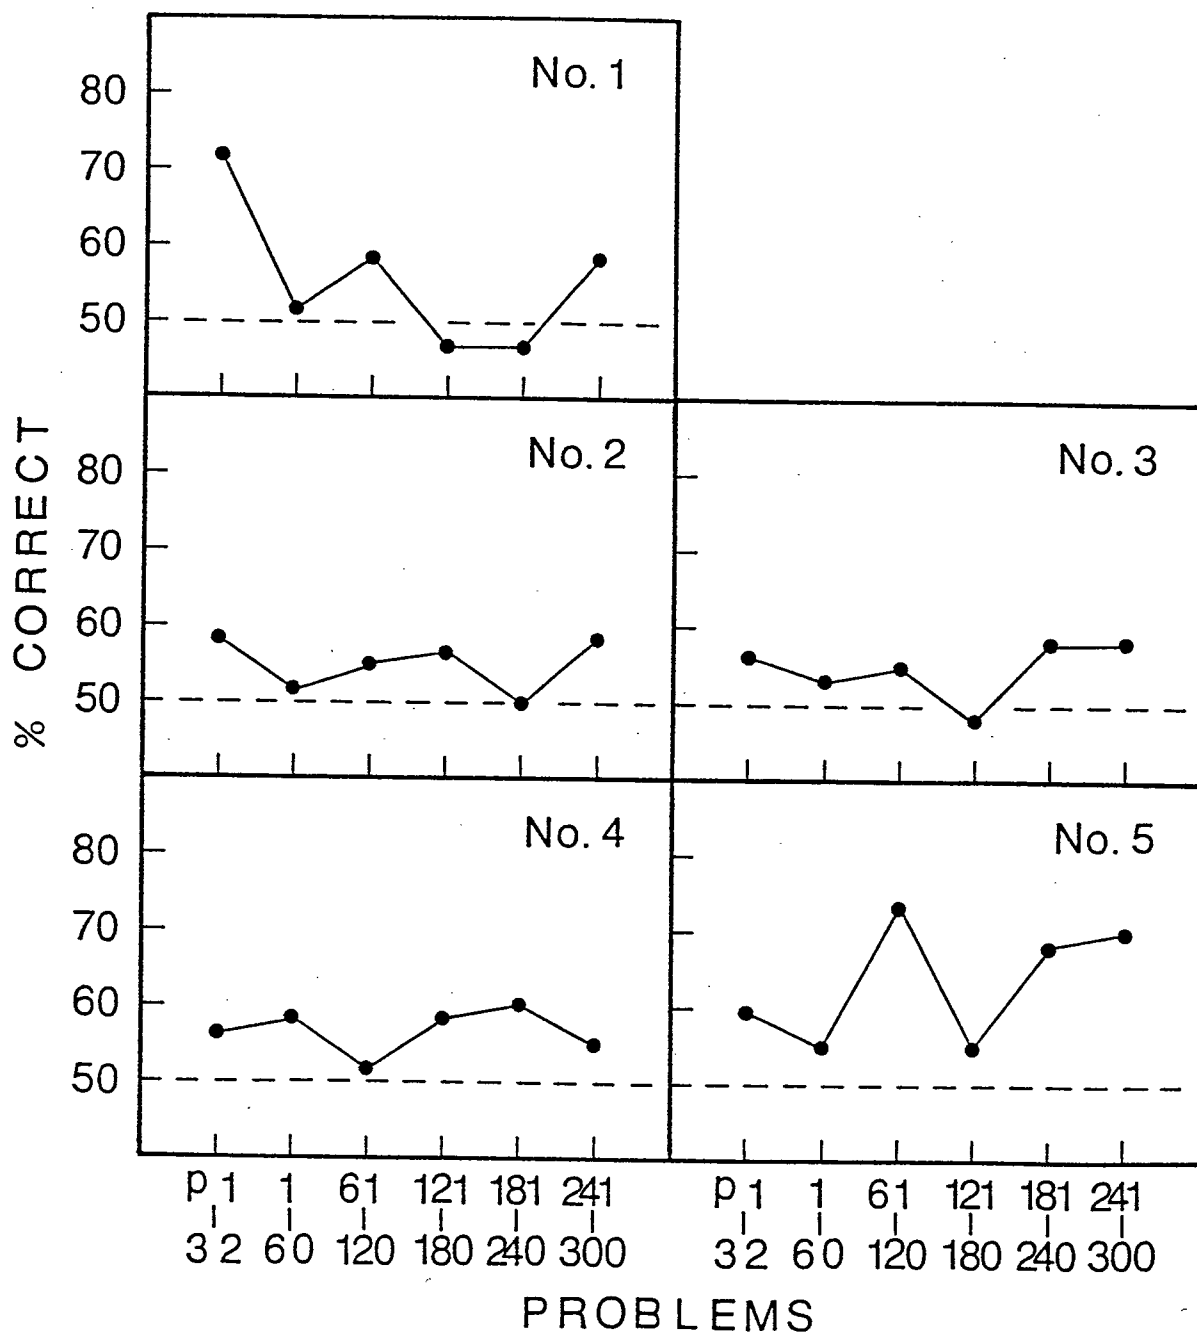 No. 1
80
70
60
50
No. 2
No. 3
80
70
60
50
% CORRECT
No. 4
No. 5
80
70
60
50
P 1 1 61 121 181 241 P 1 1 61 121 181 241
32 60 120 180 240 300 32 60 120 180 240 300
PROBLEMS